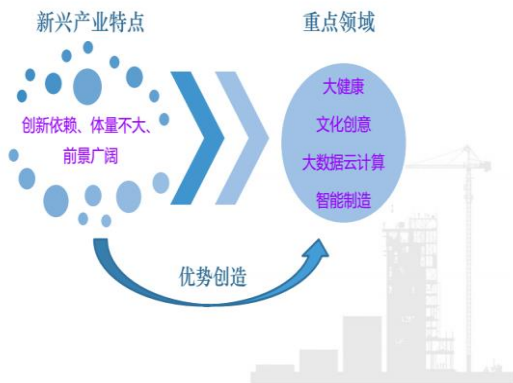 新兴产业特点
重点领域
创新依赖、体量不大、
前景广阔
大健康
文化创意
大数据云计算
智能制造
优势创造